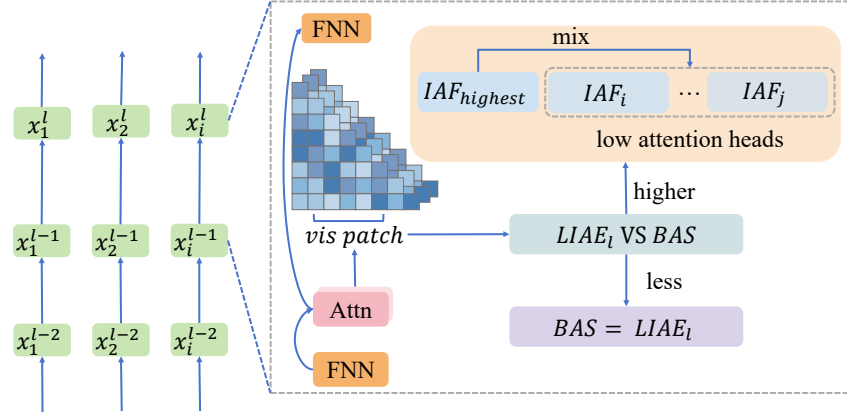 FNN
mix
IAF_highest IAF_i ... IAF_j
low attention heads
x_1^l x_2^l x_i^l
higher
x_1^{l-1} x_2^{l-1} x_i^{l-1}
vis patch
LIAE_l VS BAS
less
Attn
BAS = LIAE_l
x_1^{l-2} x_2^{l-2} x_i^{l-2}
FNN